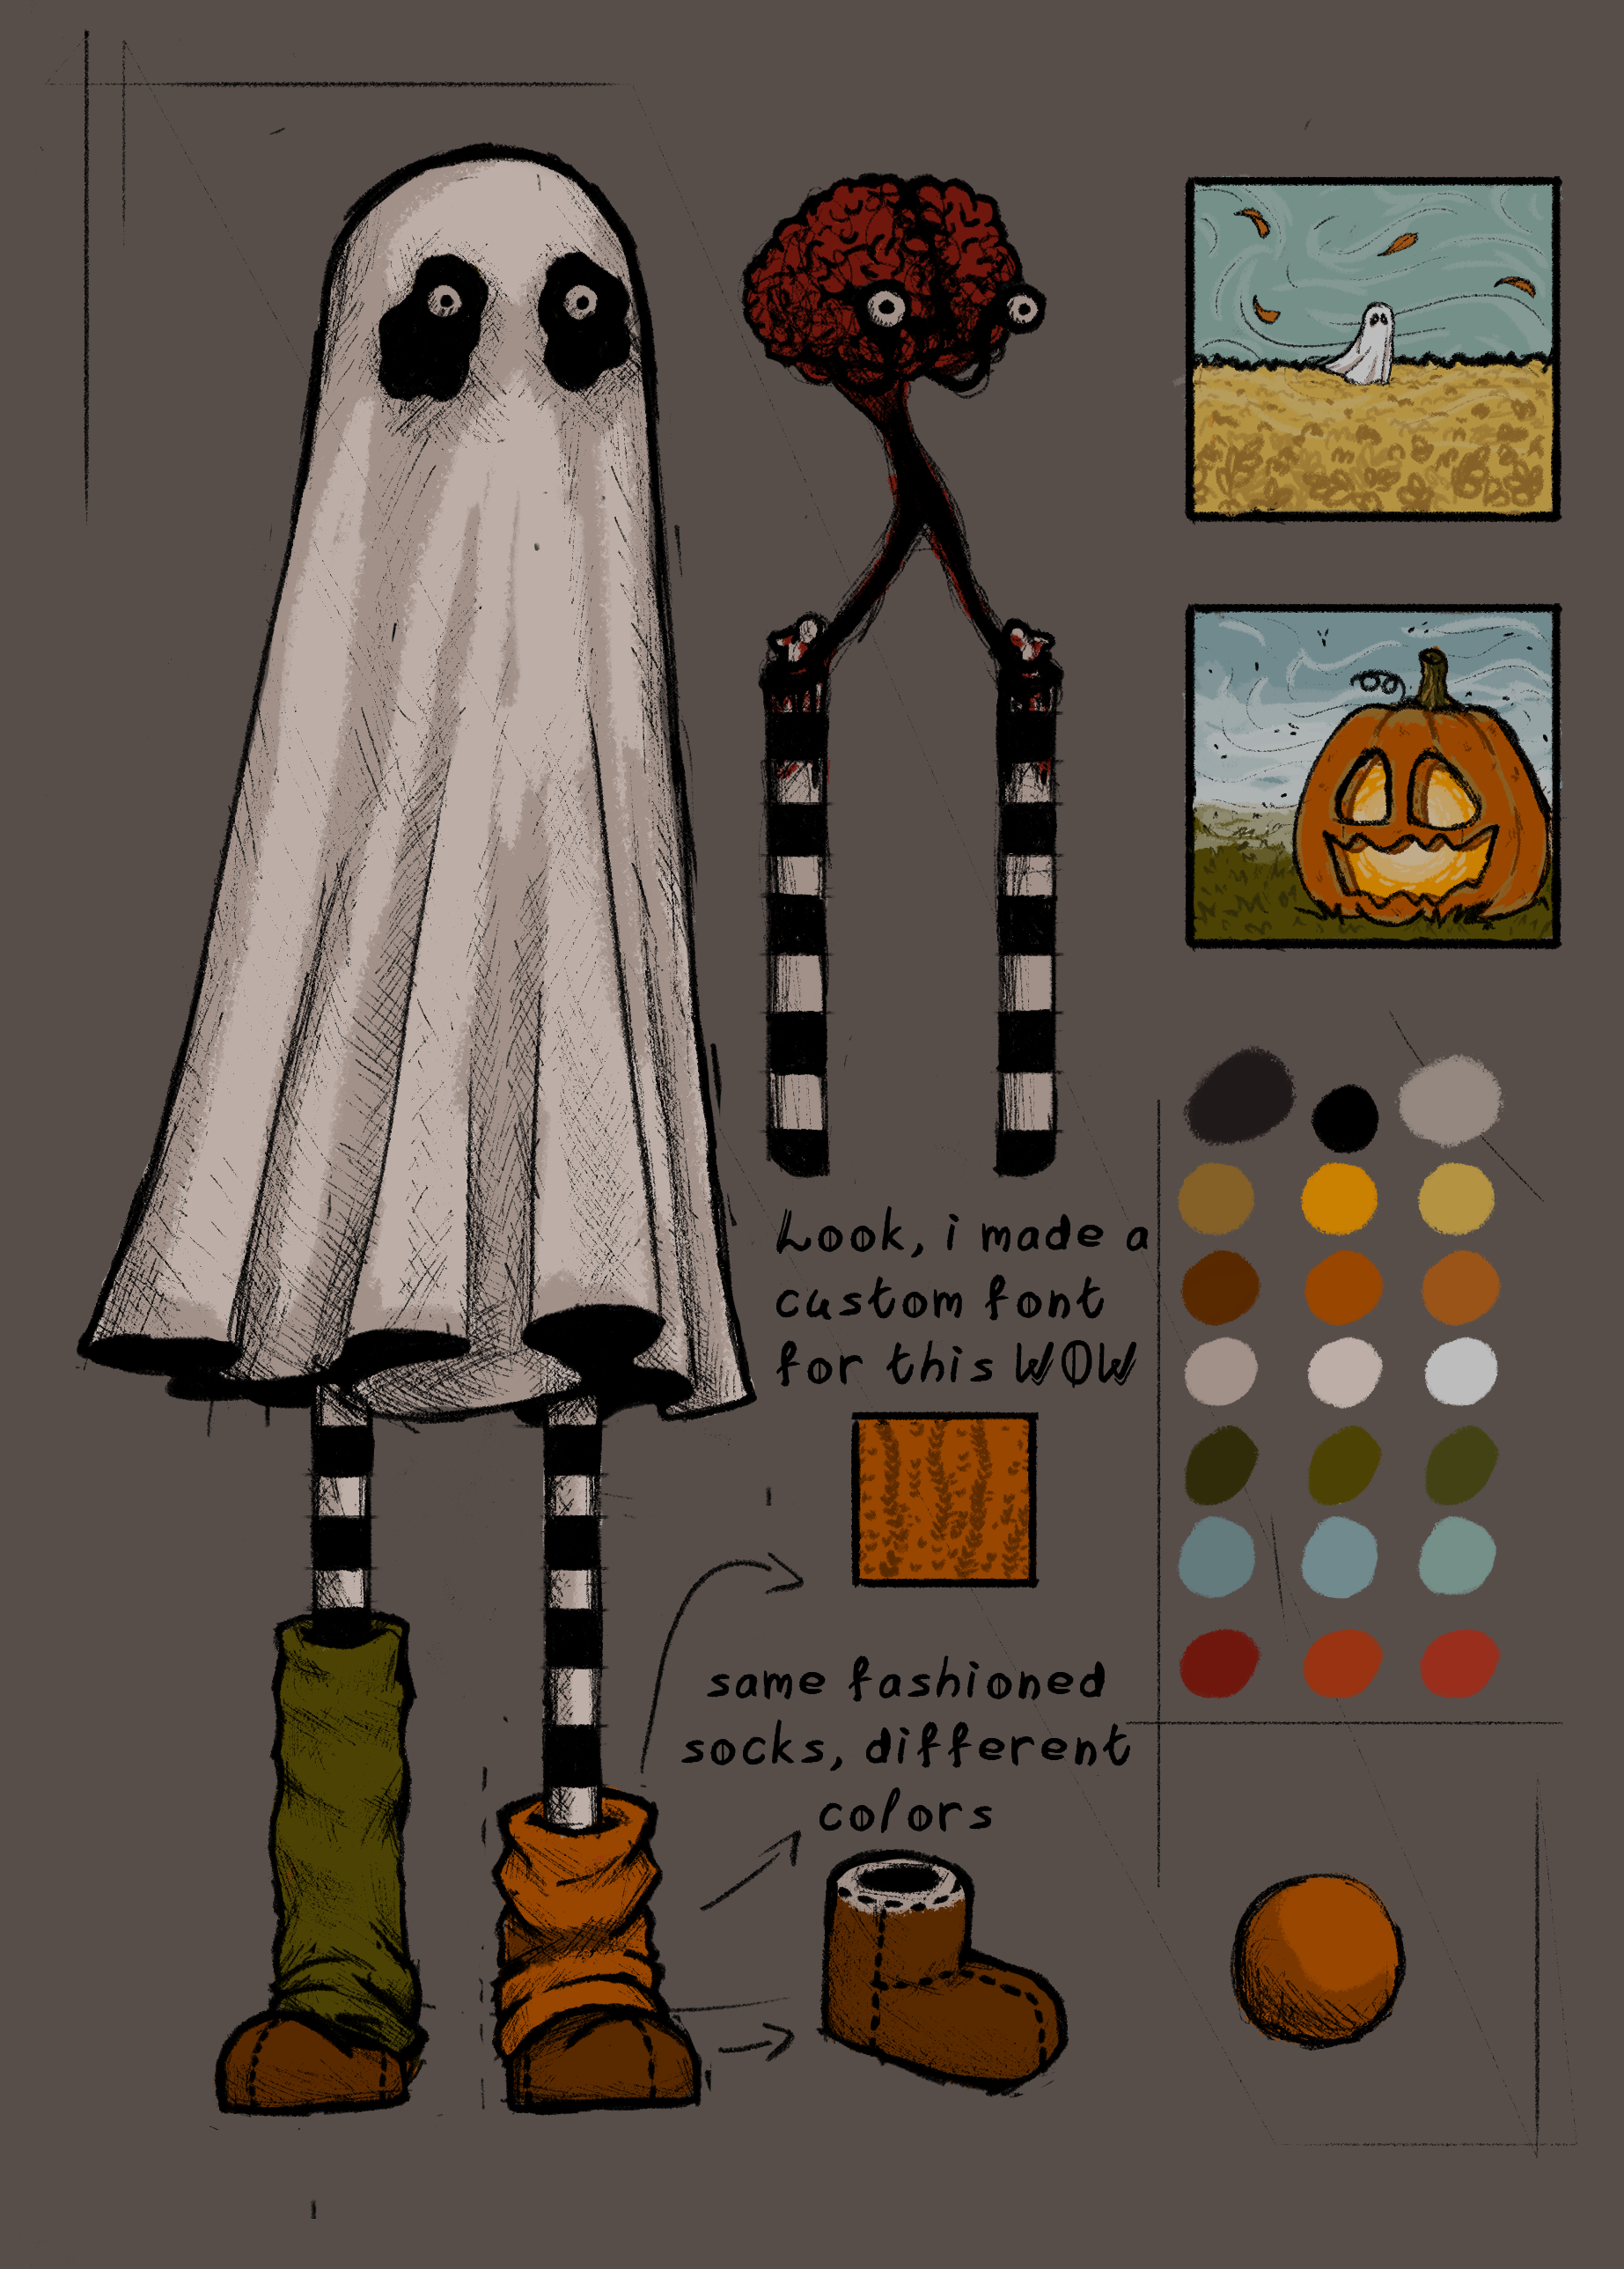 Look, i made a
custom font
for this WOW
same fashioned
socks, different
colors